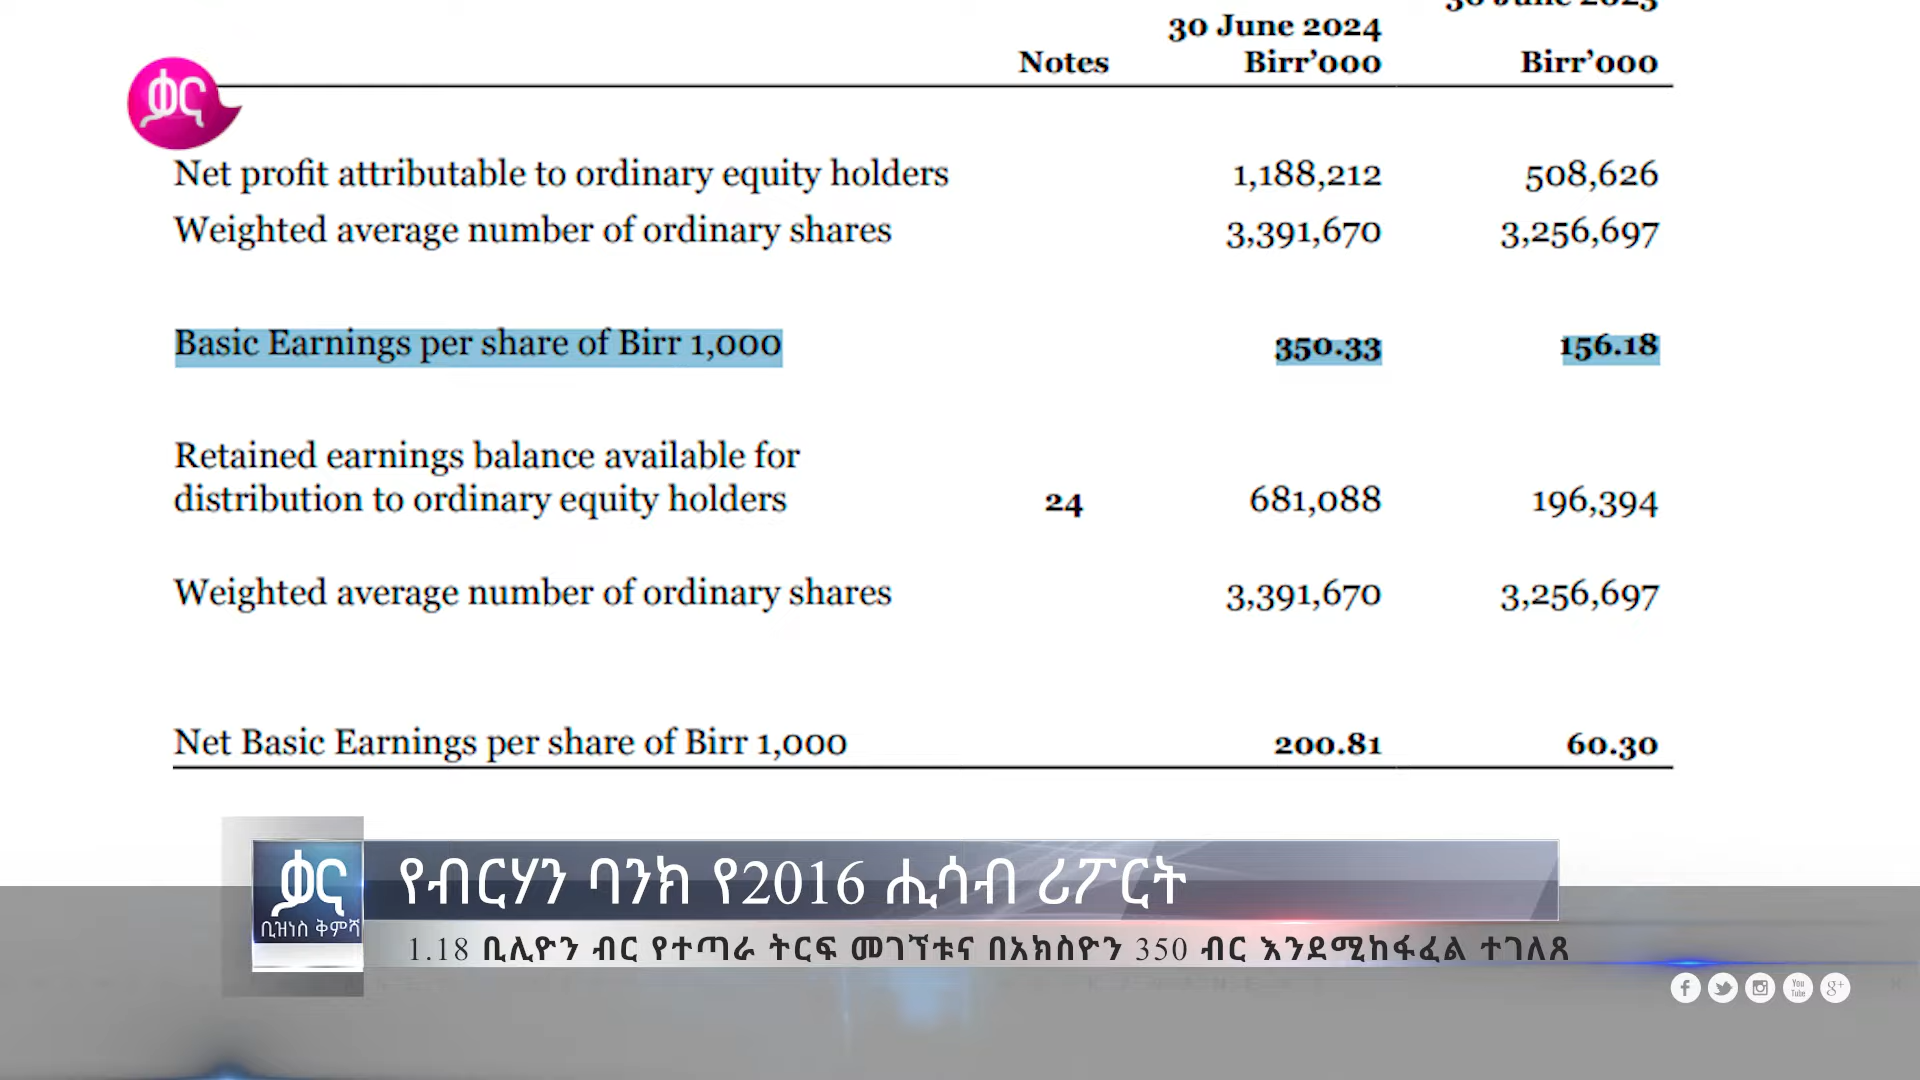 30 June 2024 30 June 2023
Notes Birr’000 Birr’000
ቃና
Net profit attributable to ordinary equity holders 1,188,212 508,626
Weighted average number of ordinary shares 3,391,670 3,256,697
Basic Earnings per share of Birr 1,000 350.33 156.18
Retained earnings balance available for
distribution to ordinary equity holders 24 681,088 196,394
Weighted average number of ordinary shares 3,391,670 3,256,697
Net Basic Earnings per share of Birr 1,000 200.81 60.30
ቃና
ቢዝነስ ቅምሻ
የብርሃን ባንክ የ2016 ሒሳብ ሪፖርት
1.18 ቢሊዮን ብር የተጣራ ትርፍ መገኘቱና በአክስዮን 350 ብር እንደሚከፋፈል ተገለጸ
You Tube